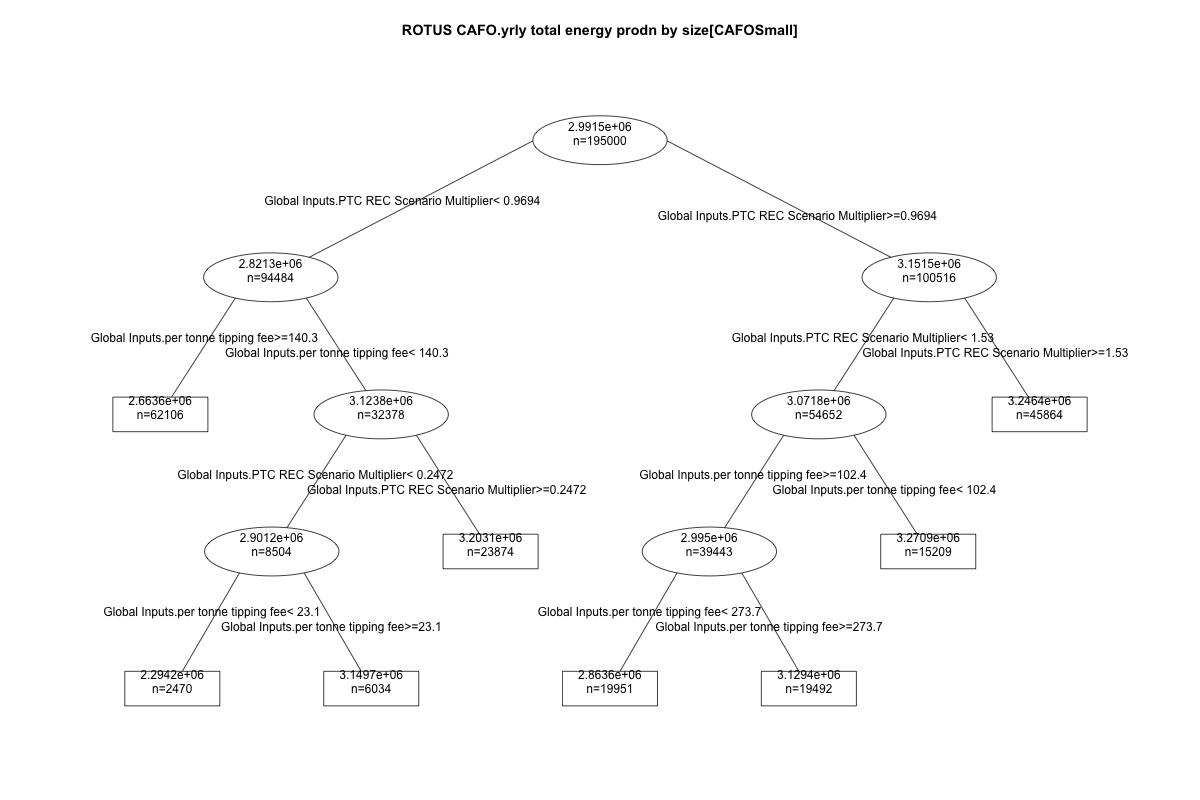 ROTUS CAFO.yrly total energy prodn by size[CAFOSmall]
2.9915e+06
n=195000
Global Inputs.PTC REC Scenario Multiplier< 0.9694
Global Inputs.PTC REC Scenario Multiplier>=0.9694
2.8213e+06
n=94484
3.1515e+06
n=100516
Global Inputs.per tonne tipping fee>=140.3
Global Inputs.per tonne tipping fee< 140.3
Global Inputs.PTC REC Scenario Multiplier< 1.53
Global Inputs.PTC REC Scenario Multiplier>=1.53
2.6636e+06
n=62106
3.1238e+06
n=32378
3.0718e+06
n=54652
3.2464e+06
n=45864
Global Inputs.PTC REC Scenario Multiplier< 0.2472
Global Inputs.PTC REC Scenario Multiplier>=0.2472
Global Inputs.per tonne tipping fee>=102.4
Global Inputs.per tonne tipping fee< 102.4
2.9012e+06
n=8504
3.2031e+06
n=23874
2.995e+06
n=39443
3.2709e+06
n=15209
Global Inputs.per tonne tipping fee< 23.1
Global Inputs.per tonne tipping fee>=23.1
Global Inputs.per tonne tipping fee< 273.7
Global Inputs.per tonne tipping fee>=273.7
2.2942e+06
n=2470
3.1497e+06
n=6034
2.8636e+06
n=19951
3.1294e+06
n=19492